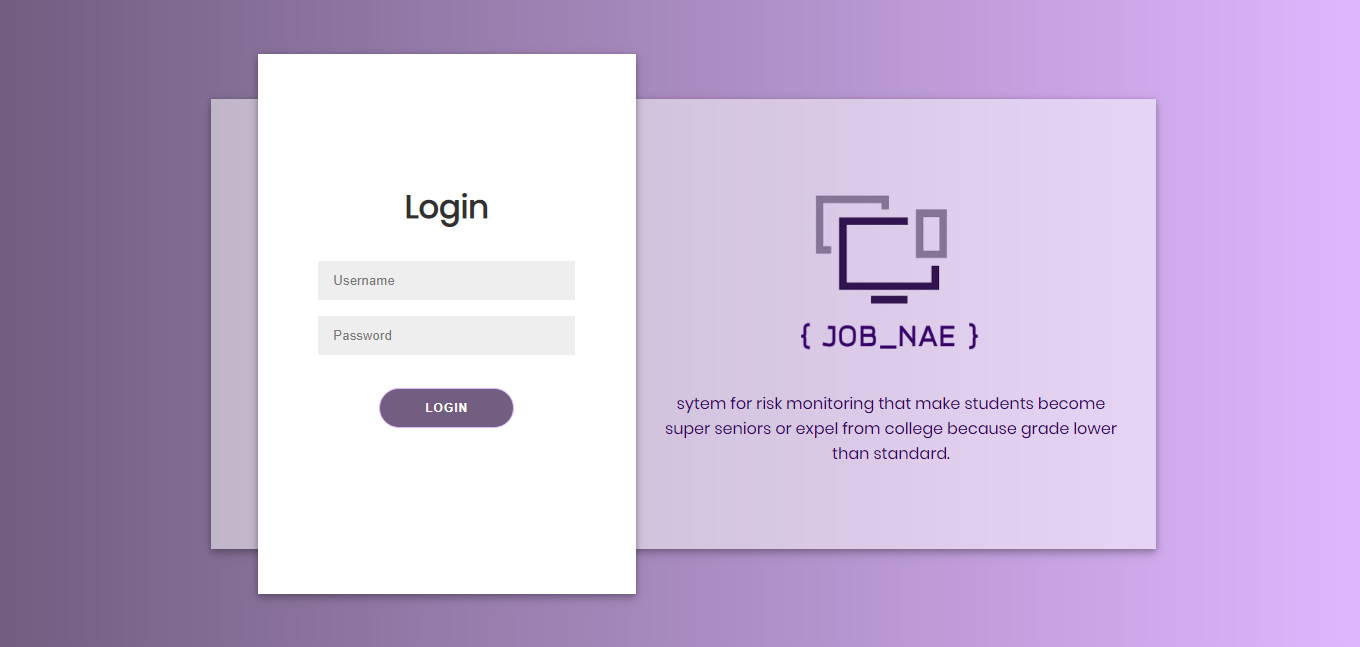 Login
Username
Password
LOGIN
{ JOB_NAE }
sytem for risk monitoring that make students become
super seniors or expel from college because grade lower
than standard.